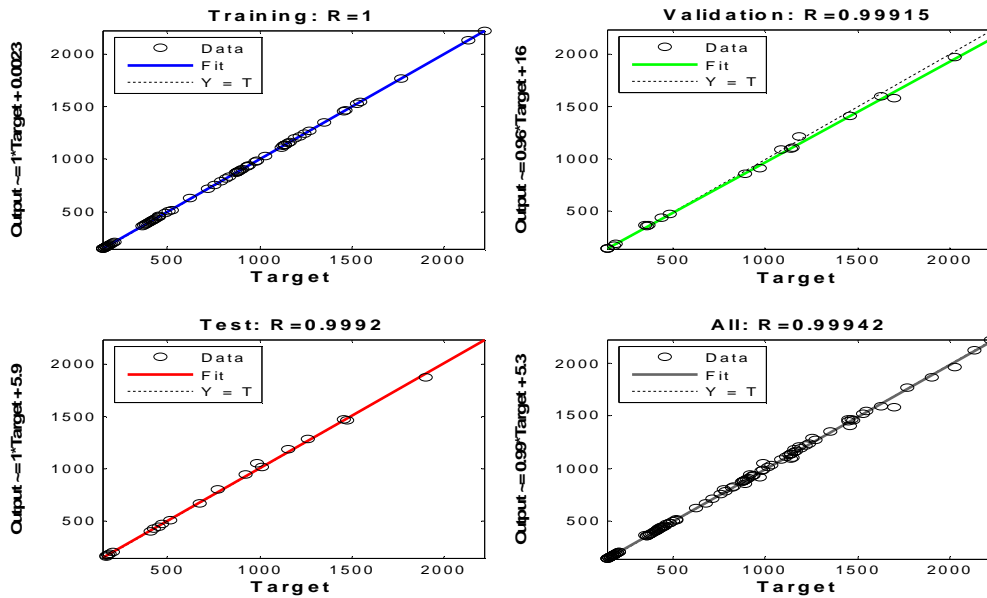 Training: R=1
Output ~= 1*Target + 0.0023
2000
1500
1000
500
Data
Fit
Y = T
500 1000 1500 2000
Target
Validation: R=0.99915
Output ~= 0.96*Target + 16
2000
1500
1000
500
Data
Fit
Y = T
500 1000 1500 2000
Target
Test: R=0.9992
Output ~= 1*Target + 5.9
2000
1500
1000
500
Data
Fit
Y = T
500 1000 1500 2000
Target
All: R=0.99942
Output ~= 0.99*Target + 5.3
2000
1500
1000
500
Data
Fit
Y = T
500 1000 1500 2000
Target